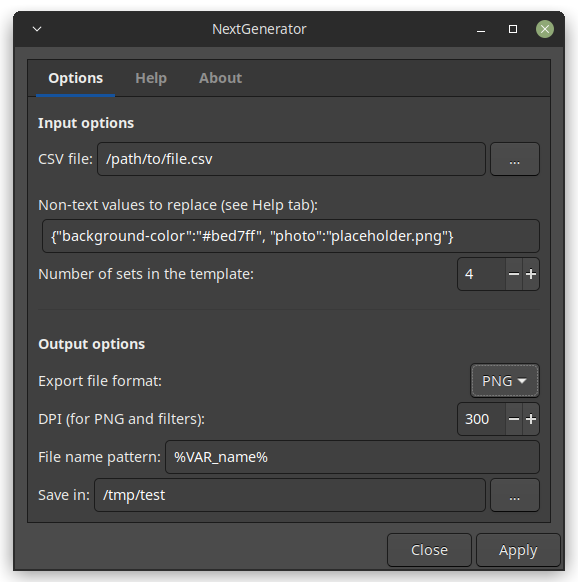 NextGenerator
Options Help About
Input options
CSV file: /path/to/file.csv ...
Non-text values to replace (see Help tab):
{"background-color":"#bed7ff", "photo":"placeholder.png"}
Number of sets in the template: 4
Output options
Export file format: PNG
DPI (for PNG and filters): 300
File name pattern: %VAR_name%
Save in: /tmp/test ...
Close Apply